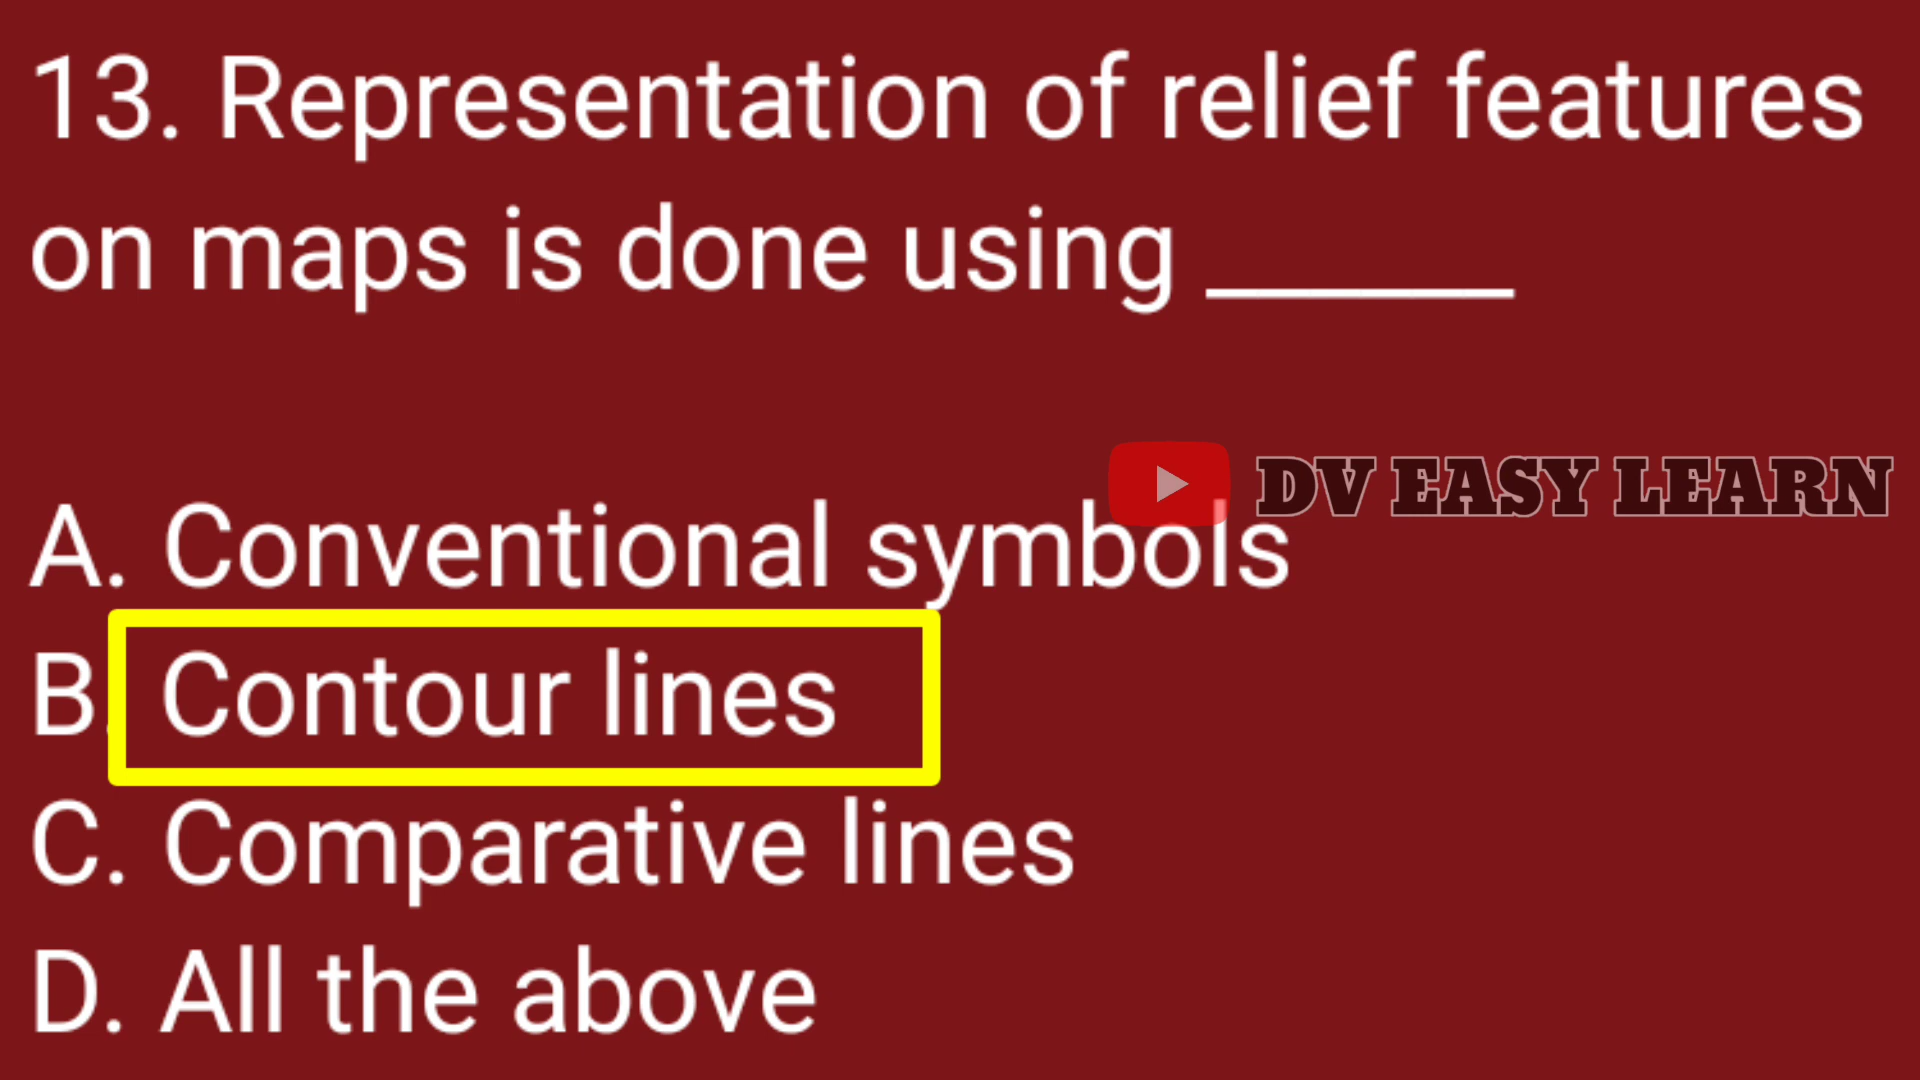 13. Representation of relief features
on maps is done using ______
DV EASY LEARN
A. Conventional symbols
B. Contour lines
C. Comparative lines
D. All the above